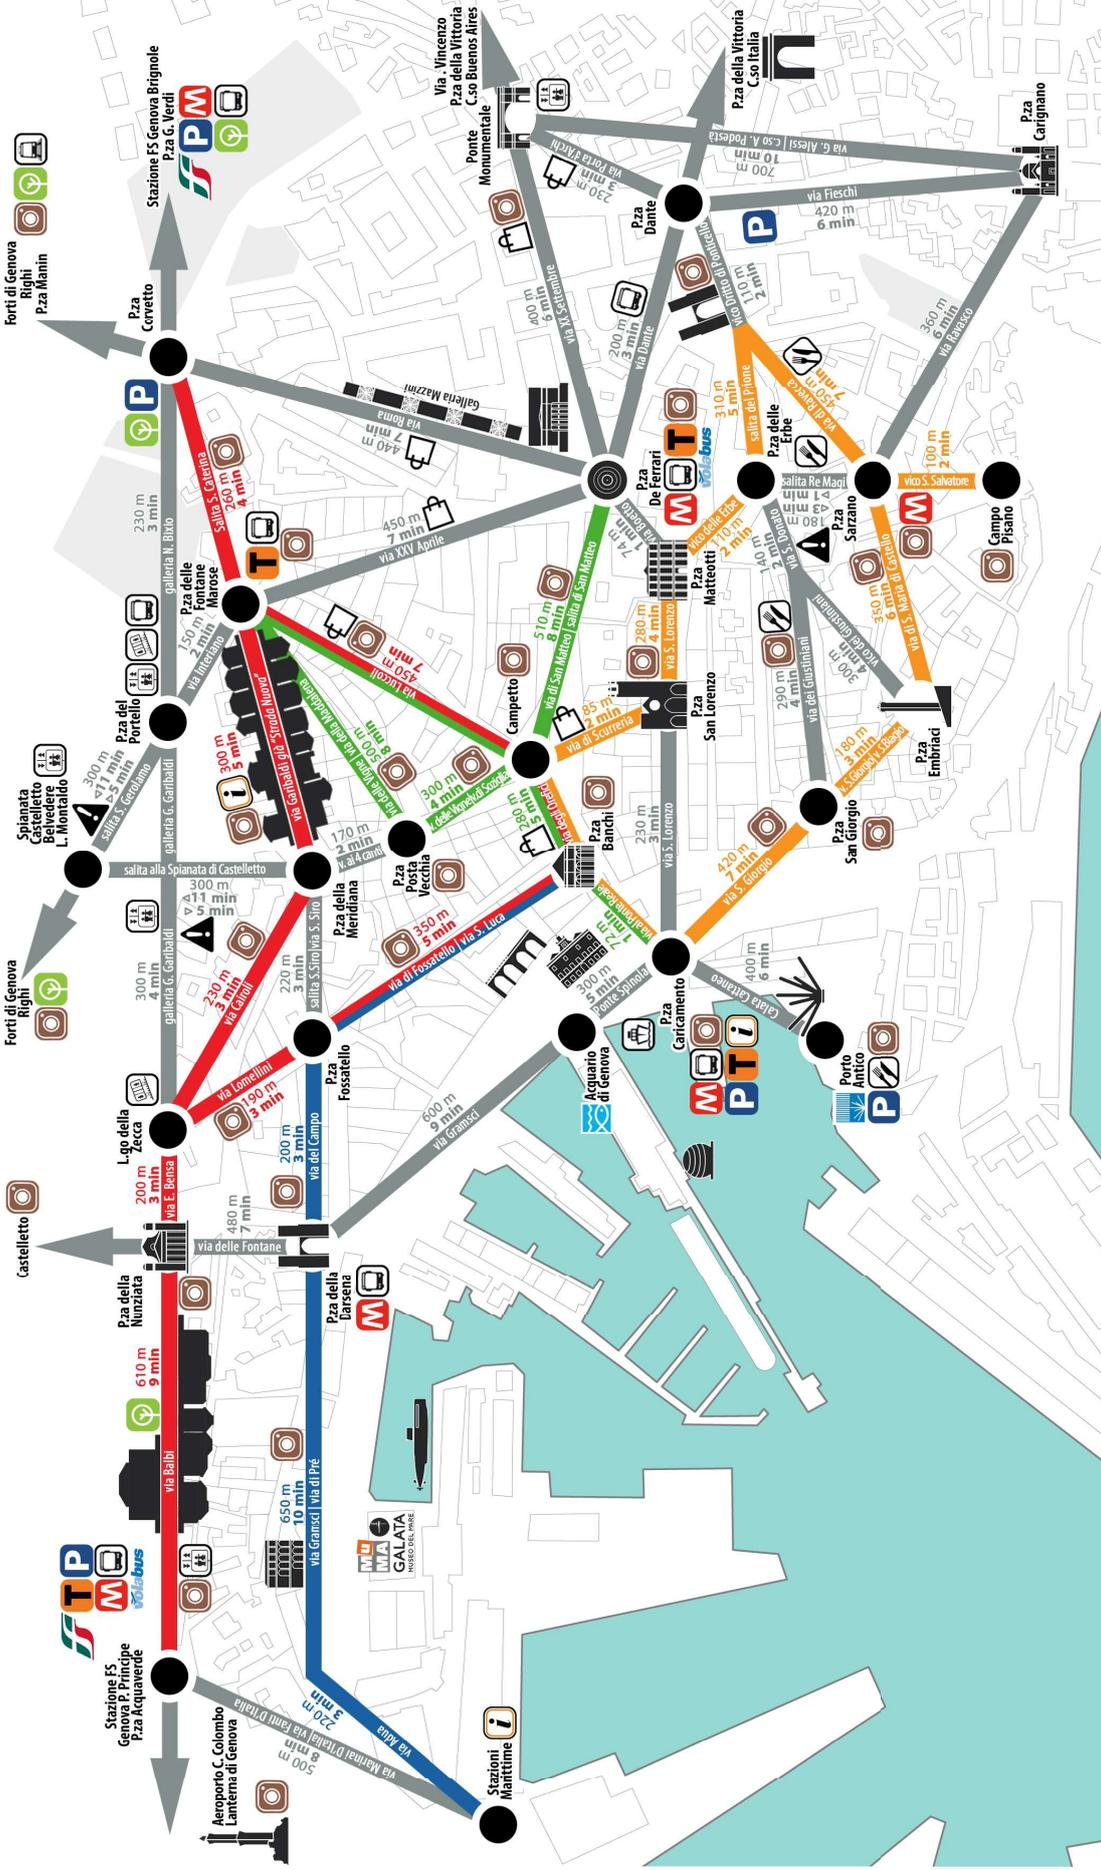 Aeroporto C. Colombo
Lanterna di Genova
Stazione FS
Genova P. Principe
P.za Acquaverde
T
P
M
volabus
via Balbi
610 m
9 min
P.za della
Nunziata
Castelletto
via delle Fontane
480 m
7 min
200 m
3 min
via E. Bensa
L.go della
Zecca
Forti di Genova
Righi
300 m
4 min
galleria G. Garibaldi
Spianata
Castelletto
Belvedere
L. Montaldo
salita alla Spianata di Castelletto
300 m
<11 min
> 5 min
300 m
<11 min
>5 min
salita S. Gerolamo
galleria G. Garibaldi
P.za del
Portello
150 m
2 min
via Interiano
230 m
3 min
galleria N. Bixio
P
P.za
Corvetto
Forti di Genova
Righi
P.za Manin
Stazione FS Genova Brignole
P.za G. Verdi
P
M
via Lomellini
190 m
3 min
230 m
3 min
via Cairoli
P.za della
Meridiana
i
300 m
5 min
via Garibaldi già "Strada Nuova"
P.za delle
Fontane
Marose
T
Salita S. Caterina
260 m
4 min
500 m
8 min
via Marinai D'Italia | via Fanti D'Italia
Stazioni
Marittime
i
via Adua
220 m
3 min
650 m
10 min
via Gramsci | via di Prè
MUMA
GALATA
MUSEO DEL MARE
P.za della
Darsena
M
200 m
3 min
via del Campo
P.za
Fossatello
220 m
3 min
salita S.Siro| via S. Siro
170 m
2 min
v. ai 4 canti
P.za
Posta
Vecchia
via delle Vigne | via della Maddalena
500 m
8 min
300 m
4 min
v. delle Vigne| v. di Soziglia
via Luccoli
450 m
7 min
450 m
7 min
via XXV Aprile
440 m
7 min
via Roma
Galleria Mazzini
350 m
5 min
via di Fossatello | via S. Luca
600 m
9 min
via Gramsci
Acquario
di Genova
300 m
5 min
Ponte Spinola
P.za
Banchi
280 m
5 min
via degli Orefici
Campetto
510 m
8 min
via di San Matteo | salita di San Matteo
85 m
2 min
via di Scurreria
72 m
1 min
via al Ponte Reale
P.za
Caricamento
M
P
T
i
230 m
3 min
via S. Lorenzo
P.za
San Lorenzo
280 m
4 min
via S. Lorenzo
P.za
Matteotti
74 m
1 min
via Boetto
P.za
De Ferrari
M
T
volabus
400 m
6 min
via XX Settembre
Ponte
Monumentale
Via . Vincenzo
P.za della Vittoria
C.so Buenos Aires
200 m
3 min
via Dante
P.za
Dante
via Porta d'Archi
230 m
3 min
P.za della Vittoria
C.so Italia
via G. Alessi | c.so A. Podestà
700 m
10 min
via Fieschi
420 m
6 min
P.za
Carignano
360 m
6 min
via Ravasco
P
vico Dritto di Ponticello
110 m
2 min
310 m
5 min
salita del Prione
via di Ravecca
450 m
7 min
P.za delle
Erbe
vico delle Erbe
110 m
2 min
salita Re Magi
180 m
140 m
2 min
via S. Donato
P.za
Sarzano
M
100 m
2 min
vico S. Salvatore
Campo
Pisano
350 m
6 min
via di S. Maria di Castello
P.za
Embriaci
vico dei Giustiniani
300 m
4 min
290 m
4 min
via dei Giustiniani
180 m
3 min
v. S. Giorgio| v. S. Biagio
P.za
San Giorgio
420 m
7 min
via S. Giorgio
400 m
6 min
Calata Cattaneo
Porto
Antico
P